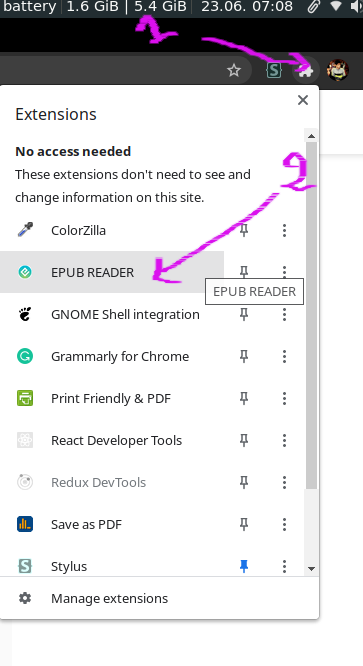 battery 1.6 GiB | 5.4 GiB 23.06. 07:08
Extensions
No access needed
These extensions don't need to see and
change information on this site.
ColorZilla
EPUB READER
EPUB READER
GNOME Shell integration
Grammarly for Chrome
Print Friendly & PDF
React Developer Tools
Redux DevTools
Save as PDF
Stylus
Manage extensions